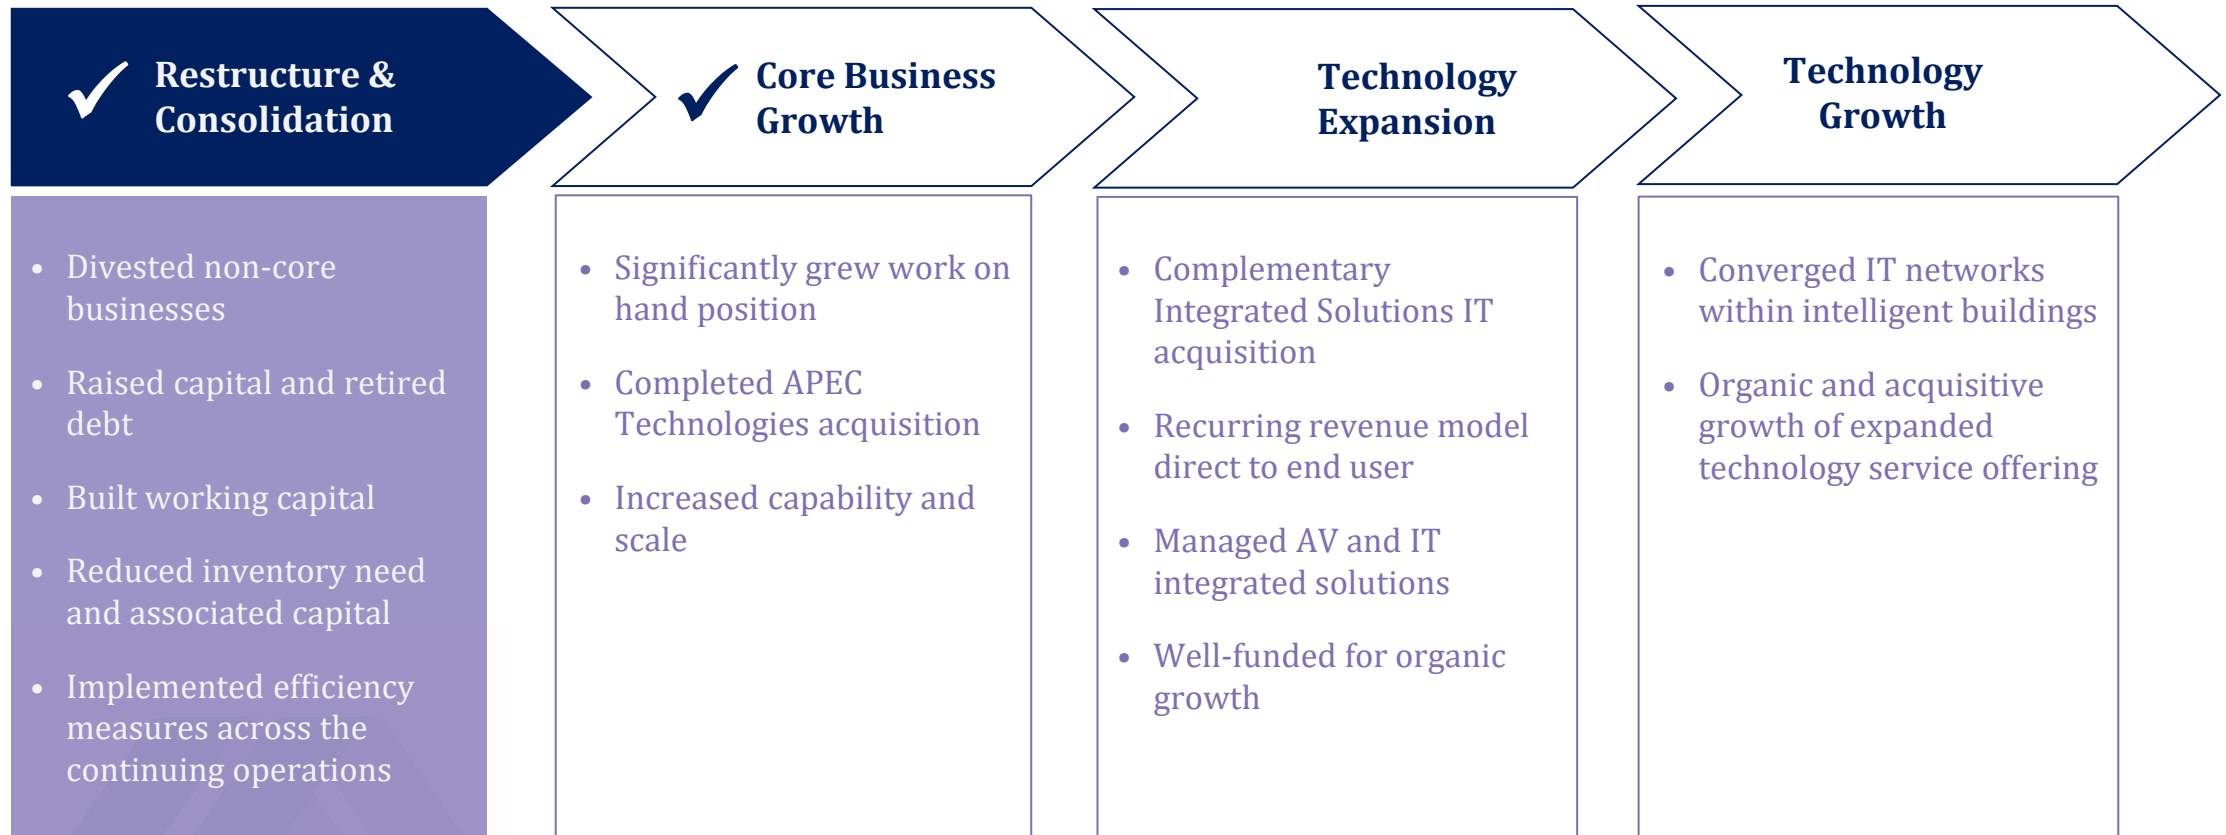 Restructure &
Consolidation
• Divested non-core
businesses
• Raised capital and retired
debt
• Built working capital
• Reduced inventory need
and associated capital
• Implemented efficiency
measures across the
continuing operations
Core Business
Growth
• Significantly grew work on
hand position
• Completed APEC
Technologies acquisition
• Increased capability and
scale
Technology
Expansion
• Complementary
Integrated Solutions IT
acquisition
• Recurring revenue model
direct to end user
• Managed AV and IT
integrated solutions
• Well-funded for organic
growth
Technology
Growth
• Converged IT networks
within intelligent buildings
• Organic and acquisitive
growth of expanded
technology service offering